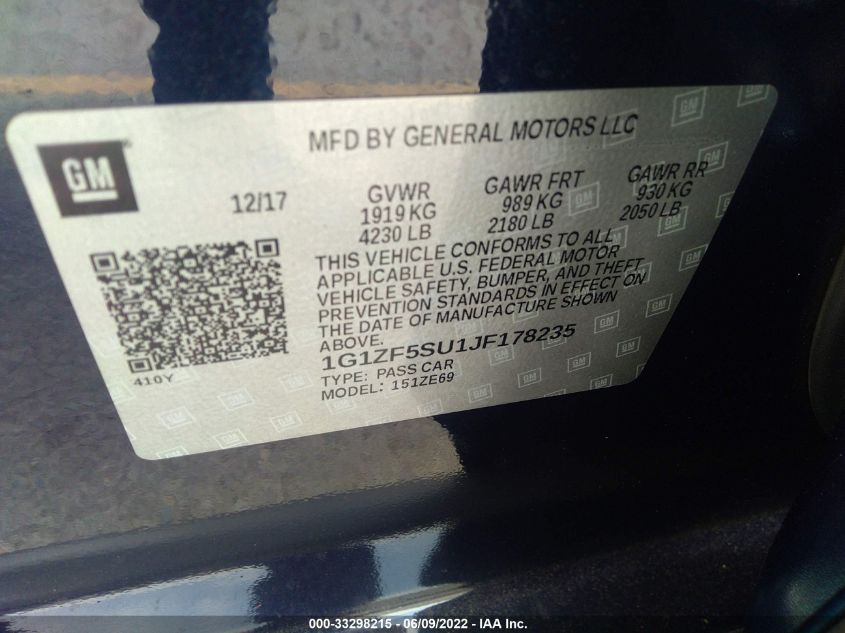 MFD BY GENERAL MOTORS LLC
GM
12/17
GVWR
1919 KG
4230 LB
GAWR FRT
989 KG
2180 LB
GAWR RR
930 KG
2050 LB
THIS VEHICLE CONFORMS TO ALL
APPLICABLE U.S. FEDERAL MOTOR
VEHICLE SAFETY, BUMPER, AND THEFT
PREVENTION STANDARDS IN EFFECT ON
THE DATE OF MANUFACTURE SHOWN
ABOVE.
1G1ZF5SU1JF178235
TYPE: PASS CAR
MODEL: 151ZE69
410Y
000-33298215 - 06/09/2022 - IAA Inc.